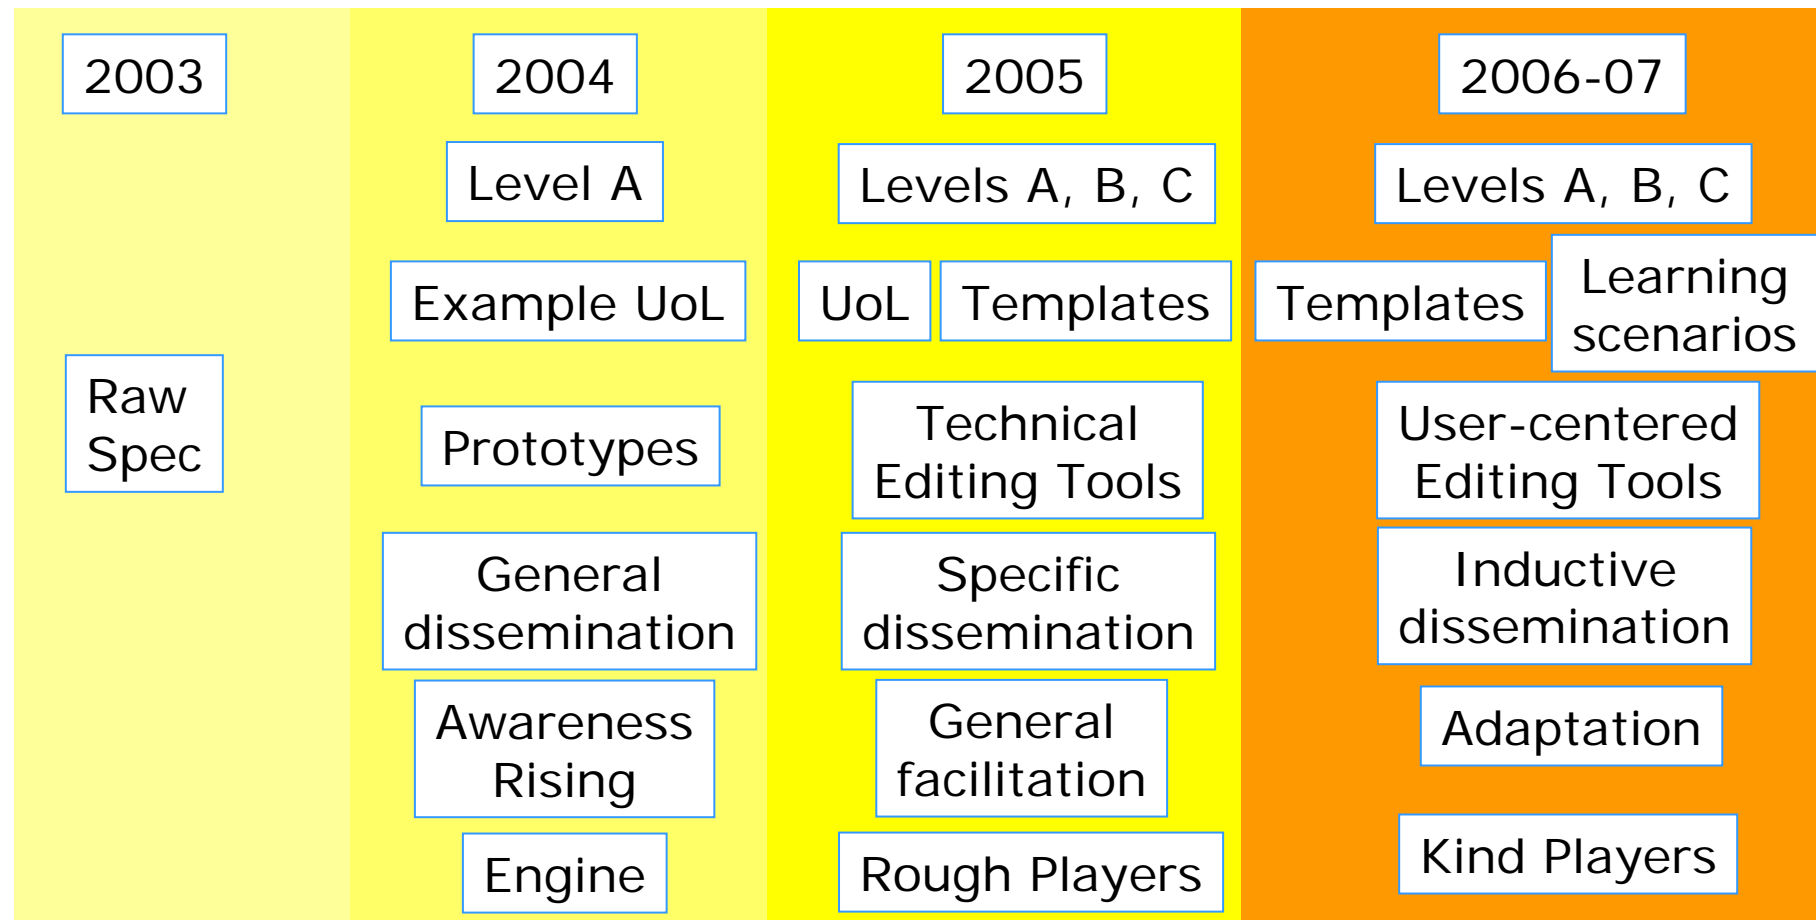 2003
2004
2005
2006-07
Level A
Levels A, B, C
Levels A, B, C
Example UoL
UoL
Templates
Templates
Learning
scenarios
Raw
Spec
Prototypes
Technical
Editing Tools
User-centered
Editing Tools
General
dissemination
Specific
dissemination
Inductive
dissemination
Awareness
Rising
General
facilitation
Adaptation
Engine
Rough Players
Kind Players